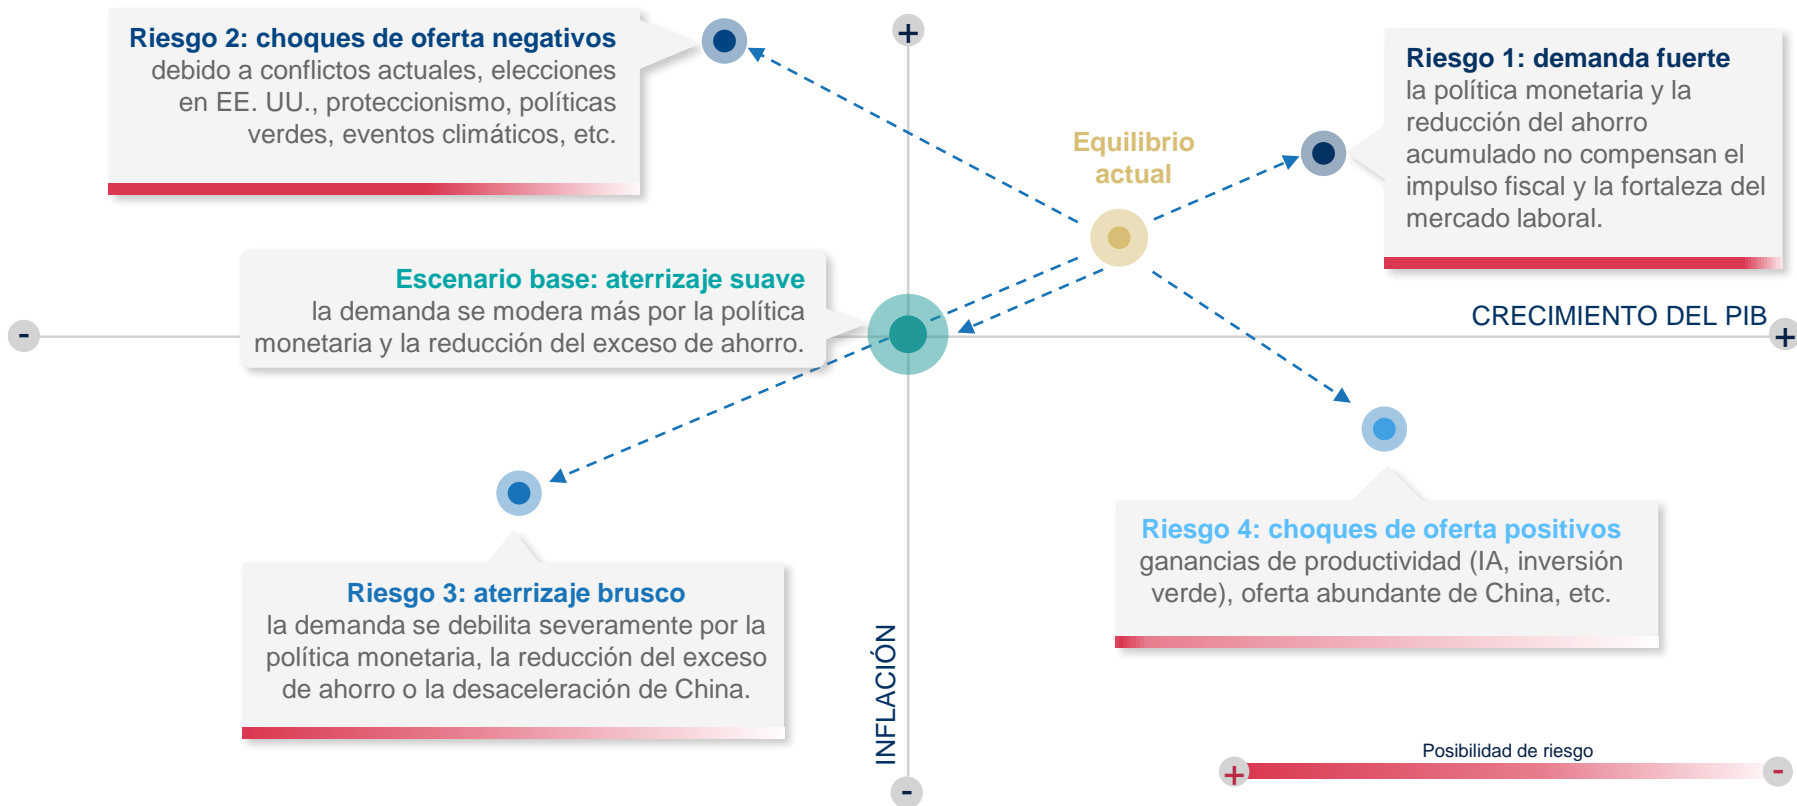 Riesgo 2: choques de oferta negativos
debido a conflictos actuales, elecciones
en EE. UU., proteccionismo, políticas
verdes, eventos climáticos, etc.
+
Riesgo 1: demanda fuerte
la política monetaria y la
reducción del ahorro
acumulado no compensan el
impulso fiscal y la fortaleza del
mercado laboral.
Equilibrio
actual
Escenario base: aterrizaje suave
la demanda se modera más por la política
monetaria y la reducción del exceso de ahorro.
-
CRECIMIENTO DEL PIB
+
Riesgo 3: aterrizaje brusco
la demanda se debilita severamente por la
política monetaria, la reducción del exceso
de ahorro o la desaceleración de China.
Riesgo 4: choques de oferta positivos
ganancias de productividad (IA, inversión
verde), oferta abundante de China, etc.
INFLACIÓN
-
Posibilidad de riesgo
+
-